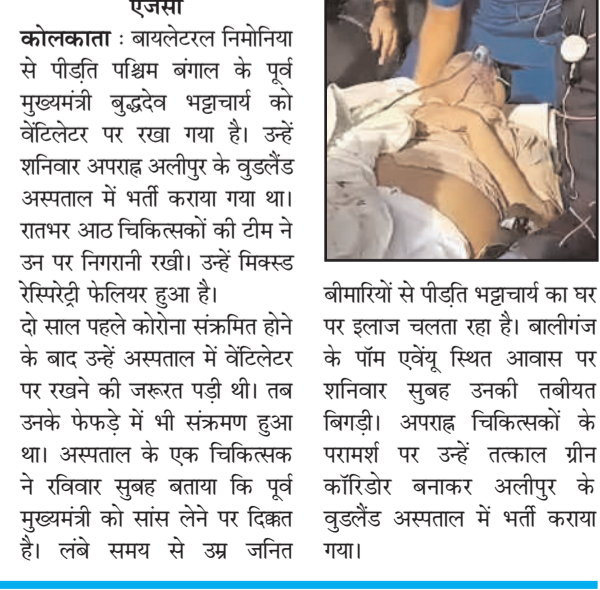 एजेंसी
कोलकाता : बायलेटरल निमोनिया
से पीड़ति पश्चिम बंगाल के पूर्व
मुख्यमंत्री बुद्धदेव भट्टाचार्य को
वेंटिलेटर पर रखा गया है। उन्हें
शनिवार अपराह्न अलीपुर के वुडलैंड
अस्पताल में भर्ती कराया गया था।
रातभर आठ चिकित्सकों की टीम ने
उन पर निगरानी रखी। उन्हें मिक्स्ड
रेस्पिरेट्री फेलियर हुआ है।
दो साल पहले कोरोना संक्रमित होने
के बाद उन्हें अस्पताल में वेंटिलेटर
पर रखने की जरूरत पड़ी थी। तब
उनके फेफड़े में भी संक्रमण हुआ
था। अस्पताल के एक चिकित्सक
ने रविवार सुबह बताया कि पूर्व
मुख्यमंत्री को सांस लेने पर दिक्कत
है। लंबे समय से उम्र जनित
बीमारियों से पीड़ति भट्टाचार्य का घर
पर इलाज चलता रहा है। बालीगंज
के पॉम एवेंयू स्थित आवास पर
शनिवार सुबह उनकी तबीयत
बिगड़ी। अपराह्न चिकित्सकों के
परामर्श पर उन्हें तत्काल ग्रीन
कॉरिडोर बनाकर अलीपुर के
वुडलैंड अस्पताल में भर्ती कराया
गया।